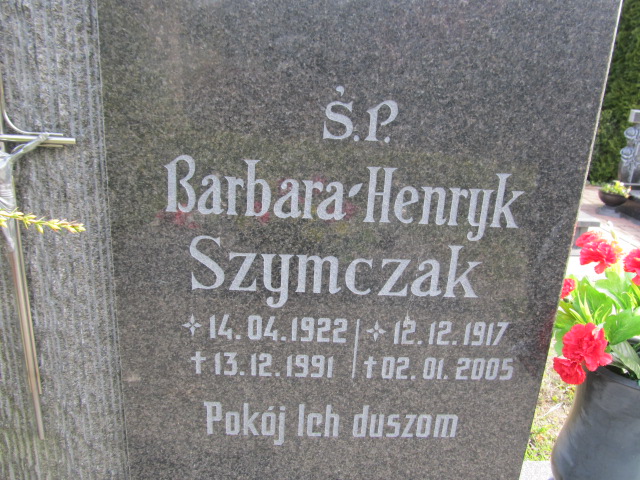 Ś.P.
Barbara-Henryk
Szymczak
14.04.1922 | 12.12.1917
†13.12.1991 | †02.01.2005
Pokój Ich duszom